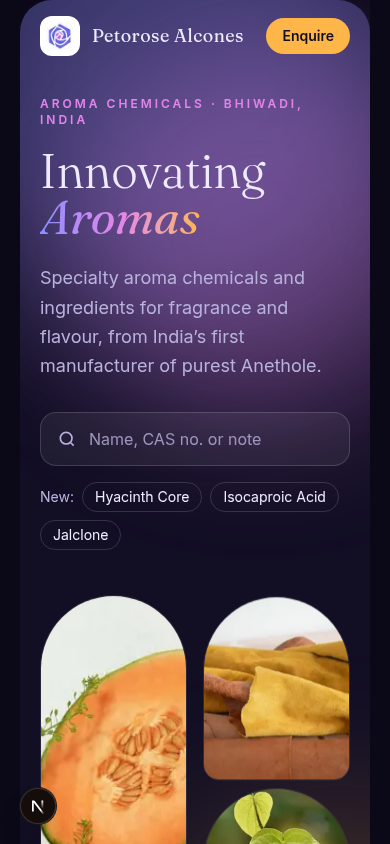 Petorose Alcones
Enquire
AROMA CHEMICALS · BHIWADI,
INDIA
Innovating
Aromas
Specialty aroma chemicals and
ingredients for fragrance and
flavour, from India's first
manufacturer of purest Anethole.
Name, CAS no. or note
New: Hyacinth Core Isocaproic Acid
Jalclone
N